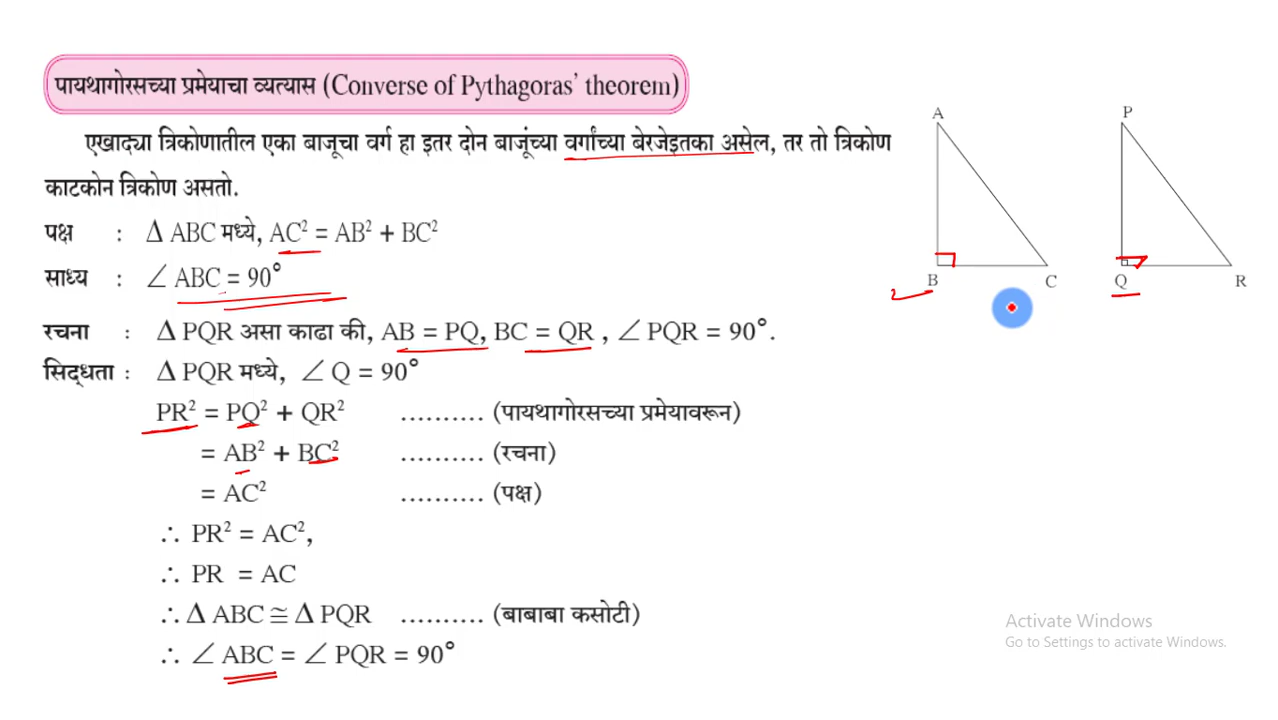 पायथागोरसच्या प्रमेयाचा व्यत्यास (Converse of Pythagoras' theorem)
एखाद्या त्रिकोणातील एका बाजूचा वर्ग हा इतर दोन बाजूंच्या वर्गांच्या बेरजेइतका असेल, तर तो त्रिकोण
काटकोन त्रिकोण असतो.
पक्ष : Δ ABC मध्ये, AC² = AB² + BC²
साध्य : ∠ ABC = 90°
रचना : Δ PQR असा काढा की, AB = PQ, BC = QR , ∠ PQR = 90°.
सिद्धता : Δ PQR मध्ये, ∠ Q = 90°
PR² = PQ² + QR² .......... (पायथागोरसच्या प्रमेयावरून)
= AB² + BC² .......... (रचना)
= AC² .......... (पक्ष)
∴ PR² = AC²,
∴ PR = AC
∴ Δ ABC ≅ Δ PQR .......... (बाबाबा कसोटी)
∴ ∠ ABC = ∠ PQR = 90°
A
B
C
P
Q
R
Activate Windows
Go to Settings to activate Windows.